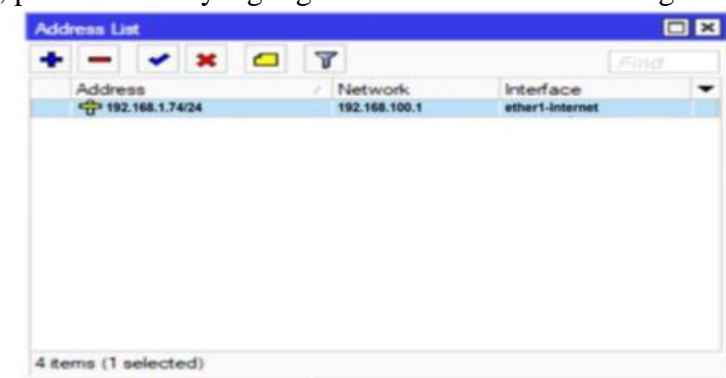 Address List
Find
Address Network Interface
192.168.1.74/24 192.168.100.1 ether1-Internet
4 items (1 selected)